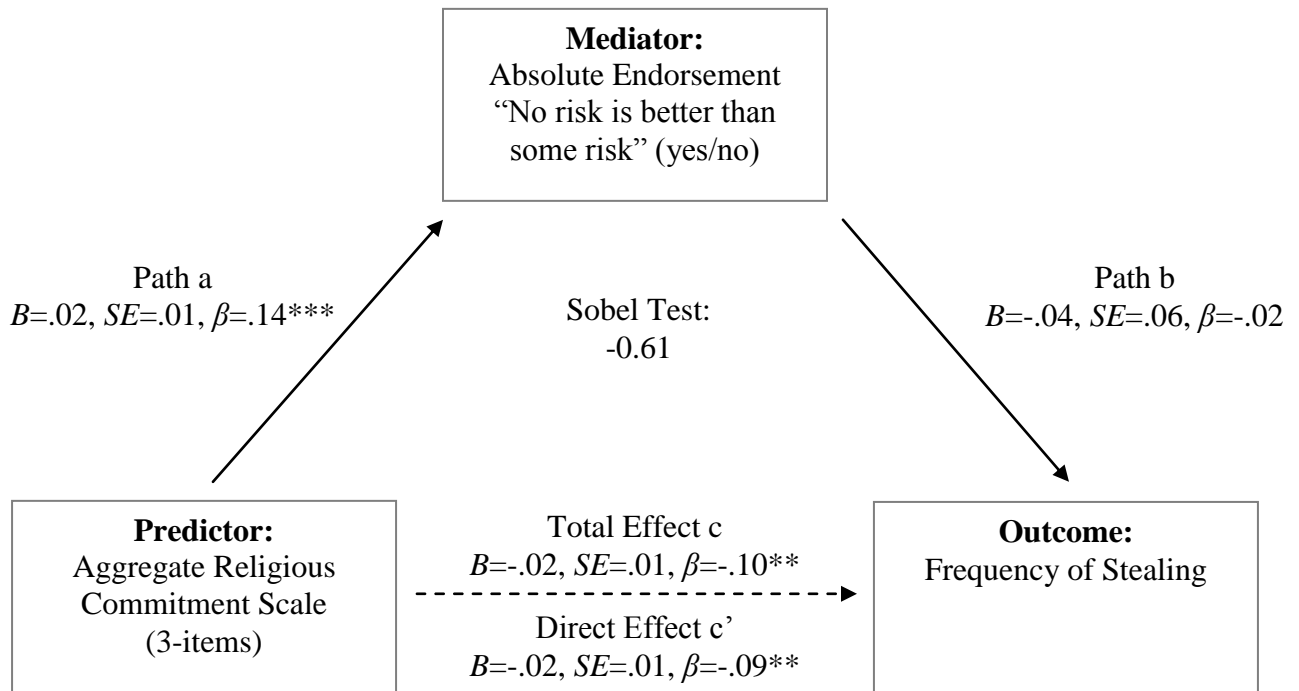 Mediator:
Absolute Endorsement
“No risk is better than
some risk” (yes/no)
Path a
B=.02, SE=.01, β=.14***
Sobel Test:
-0.61
Path b
B=-.04, SE=.06, β=-.02
Predictor:
Aggregate Religious
Commitment Scale
(3-items)
Total Effect c
B=-.02, SE=.01, β=-.10**
Direct Effect c’
B=-.02, SE=.01, β=-.09**
Outcome:
Frequency of Stealing